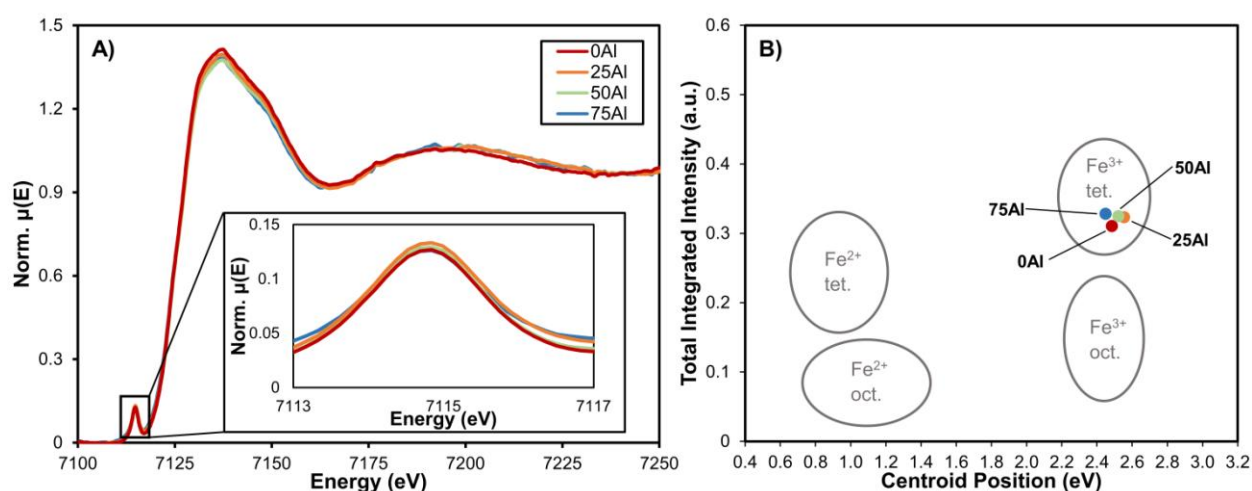 A)
0Al
25Al
50Al
75Al
Norm. µ(E)
1.5
1.2
0.9
0.6
0.3
0
7100
7125
7150
7175
7200
7225
7250
Energy (eV)
Norm. µ(E)
0.15
0.1
0.05
0
7113
7115
7117
Energy (eV)
B)
Total Integrated Intensity (a.u.)
0.6
0.5
0.4
0.3
0.2
0.1
0
Fe³⁺
tet.
50Al
75Al
0Al
25Al
Fe²⁺
tet.
Fe³⁺
oct.
Fe²⁺
oct.
0.4 0.6 0.8 1.0 1.2 1.4 1.6 1.8 2.0 2.2 2.4 2.6 2.8 3.0 3.2
Centroid Position (eV)